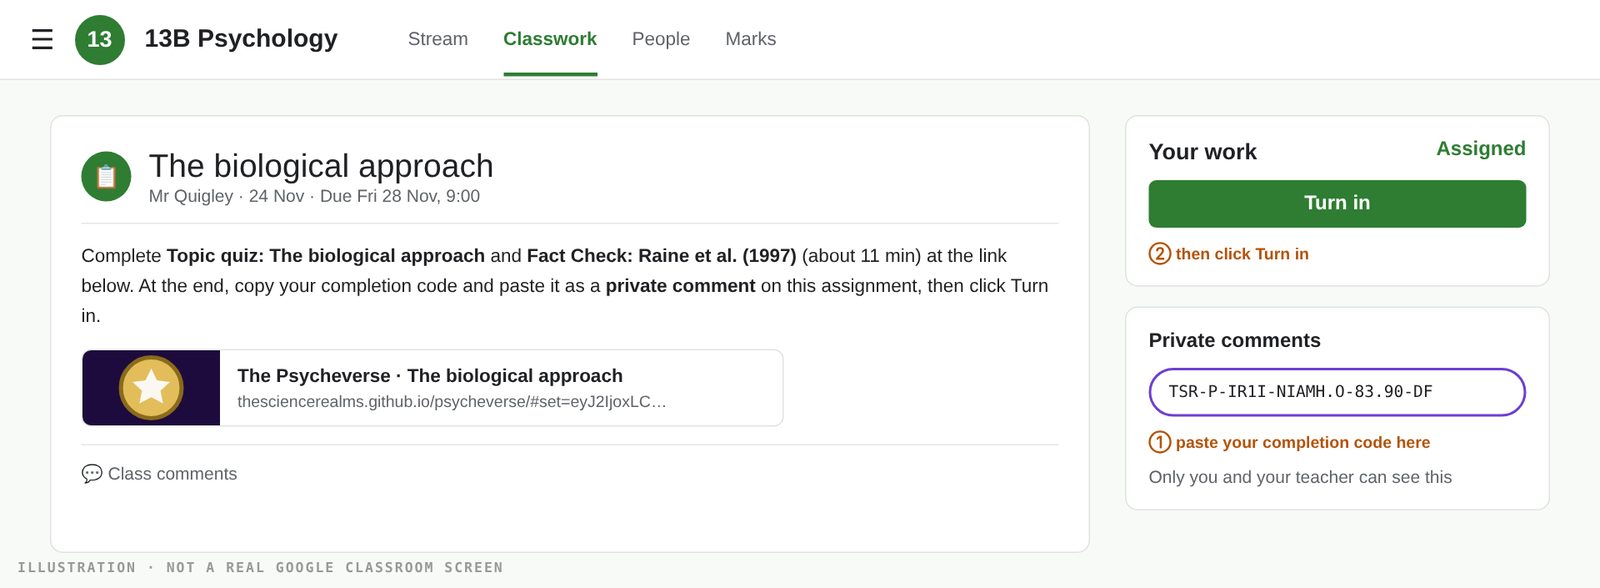 13
13B Psychology
Stream
Classwork
People
Marks
The biological approach
Mr Quigley · 24 Nov · Due Fri 28 Nov, 9:00
Complete Topic quiz: The biological approach and Fact Check: Raine et al. (1997) (about 11 min) at the link
below. At the end, copy your completion code and paste it as a private comment on this assignment, then click Turn
in.
The Psycheverse · The biological approach
thesciencerealms.github.io/psycheverse/#set=eyJ2IjoxLC…
Class comments
Your work
Assigned
Turn in
② then click Turn in
Private comments
TSR-P-IR1I-NIAMH.O-83.90-DF
① paste your completion code here
Only you and your teacher can see this
ILLUSTRATION · NOT A REAL GOOGLE CLASSROOM SCREEN